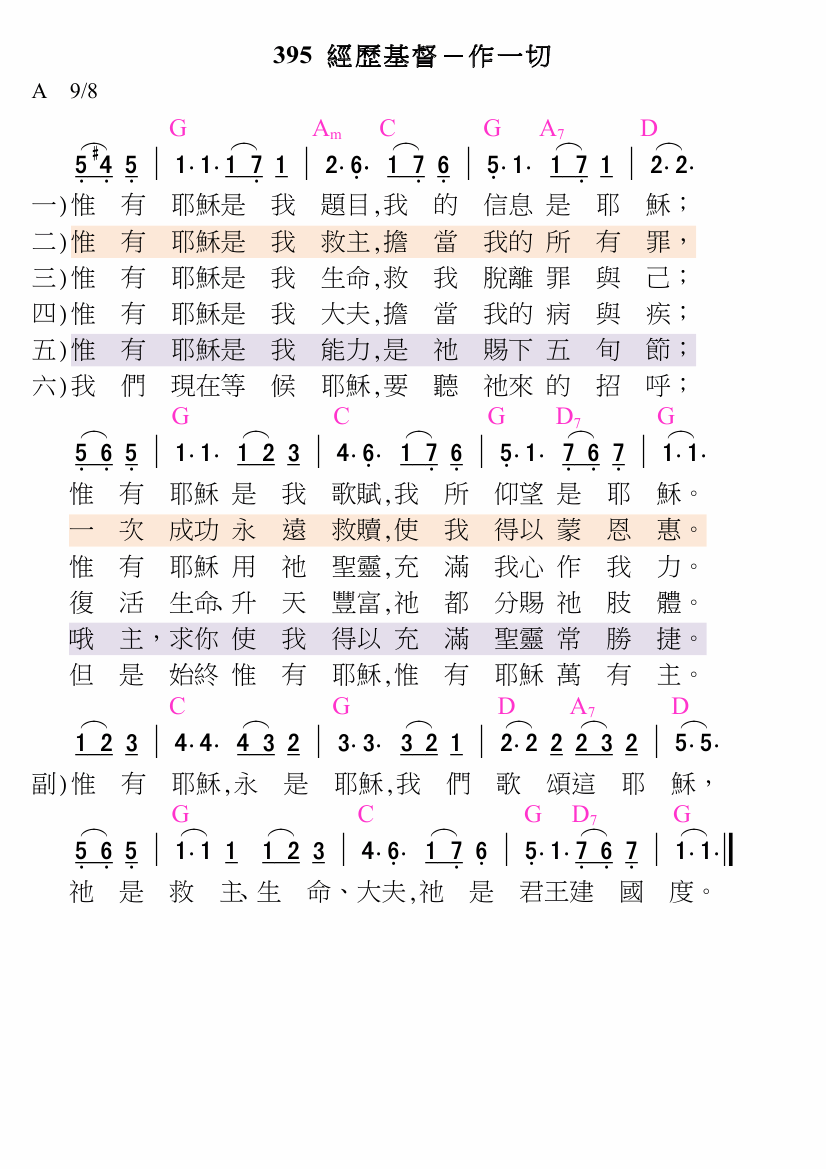 395 經歷基督－作一切
A 9/8
G Am C G A7 D
5 #4 5 | 1· 1· 1 7 1 | 2· 6· 1 7 6 | 5· 1· 1 7 1 | 2· 2·
一)惟 有 耶穌是 我 題目,我 的 信息 是 耶 穌；
二)惟 有 耶穌是 我 救主,擔 當 我的 所 有 罪，
三)惟 有 耶穌是 我 生命,救 我 脫離 罪 與 己；
四)惟 有 耶穌是 我 大夫,擔 當 我的 病 與 疾；
五)惟 有 耶穌是 我 能力,是 祂 賜下 五 旬 節；
六)我 們 現在等 候 耶穌,要 聽 祂來 的 招 呼；
G C G D7 G
5 6 5 | 1· 1· 1 2 3 | 4· 6· 1 7 6 | 5· 1· 7 6 7 | 1· 1·
惟 有 耶穌 是 我 歌賦,我 所 仰望 是 耶 穌。
一 次 成功 永 遠 救贖,使 我 得以 蒙 恩 惠。
惟 有 耶穌 用 祂 聖靈,充 滿 我心 作 我 力。
復 活 生命、升 天 豐富,祂 都 分賜 祂 肢 體。
哦 主，求你 使 我 得以 充 滿 聖靈 常 勝 捷。
但 是 始終 惟 有 耶穌,惟 有 耶穌 萬 有 主。
C G D A7 D
1 2 3 | 4· 4· 4 3 2 | 3· 3· 3 2 1 | 2· 2 2 2 3 2 | 5· 5·
副)惟 有 耶穌,永 是 耶穌,我 們 歌 頌這 耶 穌，
G C G D7 G
5 6 5 | 1· 1 1 1 2 3 | 4· 6· 1 7 6 | 5· 1· 7 6 7 | 1· 1·
祂 是 救 主、生 命、大夫,祂 是 君王建 國 度。